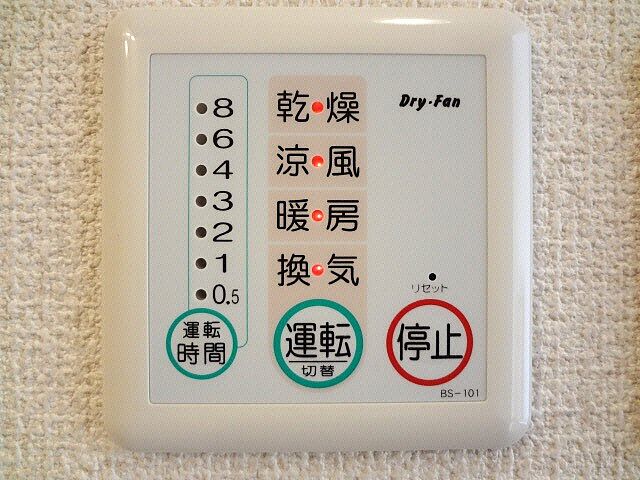 8
6
4
3
2
1
0.5
運転
時間
乾・燥
涼・風
暖・房
換・気
運転
切替
Dry・Fan
リセット
停止
BS-101